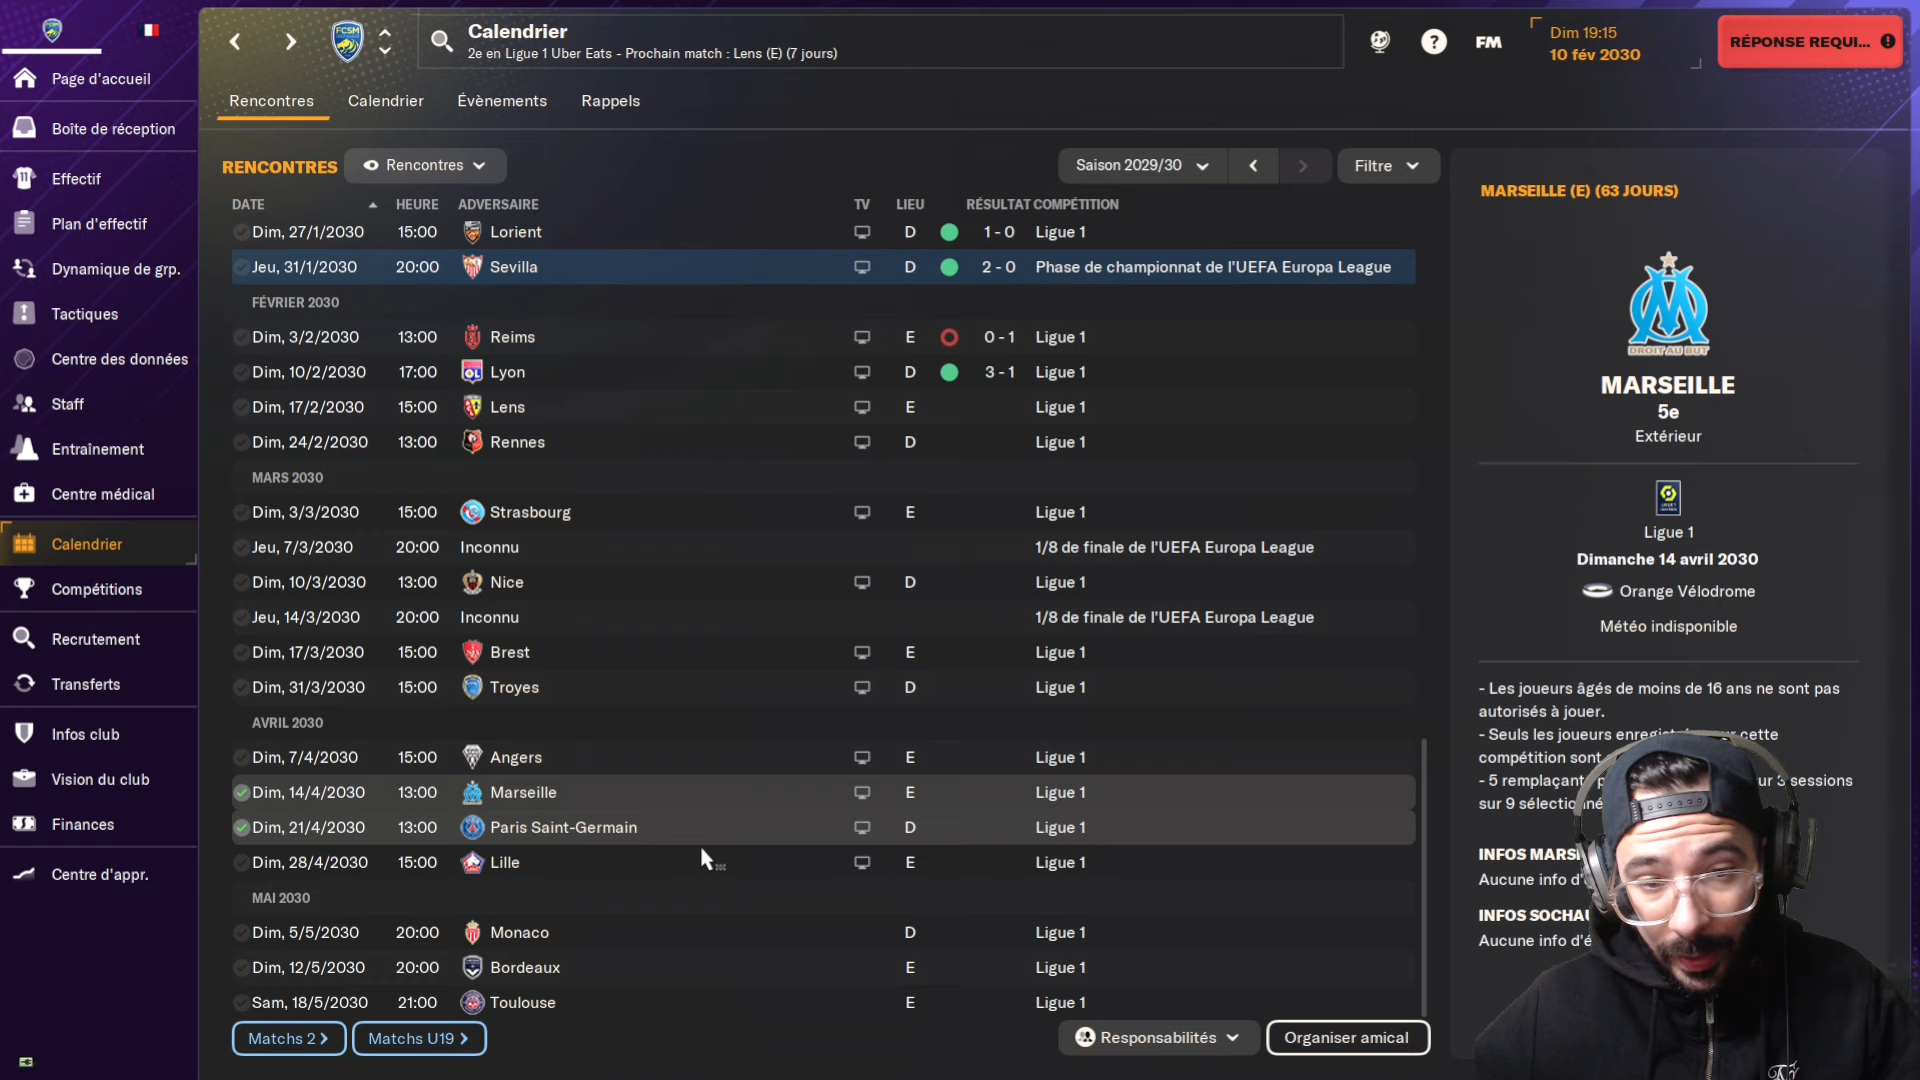 Calendrier
2e en Ligue 1 Uber Eats - Prochain match : Lens (E) (7 jours)
FCSM
?
FM
Dim 19:15
10 fév 2030
RÉPONSE REQUI...
Page d'accueil
Boîte de réception
Effectif
Plan d'effectif
Dynamique de grp.
Tactiques
Centre des données
Staff
Entraînement
Centre médical
Calendrier
Compétitions
Recrutement
Transferts
Infos club
Vision du club
Finances
Centre d'appr.
Rencontres Calendrier Évènements Rappels
RENCONTRES Rencontres Saison 2029/30 Filtre
DATE HEURE ADVERSAIRE TV LIEU RÉSULTAT COMPÉTITION
Dim, 27/1/2030 15:00 Lorient D 1 - 0 Ligue 1
Jeu, 31/1/2030 20:00 Sevilla D 2 - 0 Phase de championnat de l'UEFA Europa League
FÉVRIER 2030
Dim, 3/2/2030 13:00 Reims E 0 - 1 Ligue 1
Dim, 10/2/2030 17:00 Lyon D 3 - 1 Ligue 1
Dim, 17/2/2030 15:00 Lens E Ligue 1
Dim, 24/2/2030 13:00 Rennes D Ligue 1
MARS 2030
Dim, 3/3/2030 15:00 Strasbourg E Ligue 1
Jeu, 7/3/2030 20:00 Inconnu 1/8 de finale de l'UEFA Europa League
Dim, 10/3/2030 13:00 Nice D Ligue 1
Jeu, 14/3/2030 20:00 Inconnu 1/8 de finale de l'UEFA Europa League
Dim, 17/3/2030 15:00 Brest E Ligue 1
Dim, 31/3/2030 15:00 Troyes D Ligue 1
AVRIL 2030
Dim, 7/4/2030 15:00 Angers E Ligue 1
Dim, 14/4/2030 13:00 Marseille E Ligue 1
Dim, 21/4/2030 13:00 Paris Saint-Germain D Ligue 1
Dim, 28/4/2030 15:00 Lille E Ligue 1
MAI 2030
Dim, 5/5/2030 20:00 Monaco D Ligue 1
Dim, 12/5/2030 20:00 Bordeaux E Ligue 1
Sam, 18/5/2030 21:00 Toulouse E Ligue 1
Matchs 2 Matchs U19 Responsabilités Organiser amical
MARSEILLE (E) (63 JOURS)
DROIT AU BUT
MARSEILLE
5e
Extérieur
Ligue 1
Dimanche 14 avril 2030
Orange Vélodrome
Météo indisponible
- Les joueurs âgés de moins de 16 ans ne sont pas
autorisés à jouer.
- Seuls les joueurs cette
compétition sont
- 5 sessions
sur 9
INFOS
Aucune info
INFOS
Aucune info